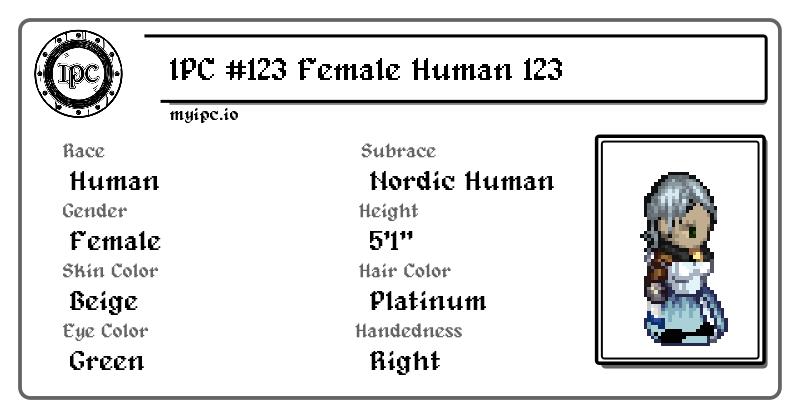 IPC
IPC #123 Female Human 123
myipc.io
Race
Human
Subrace
Nordic Human
Gender
Female
Height
5'1"
Skin Color
Beige
Hair Color
Platinum
Eye Color
Green
Handedness
Right